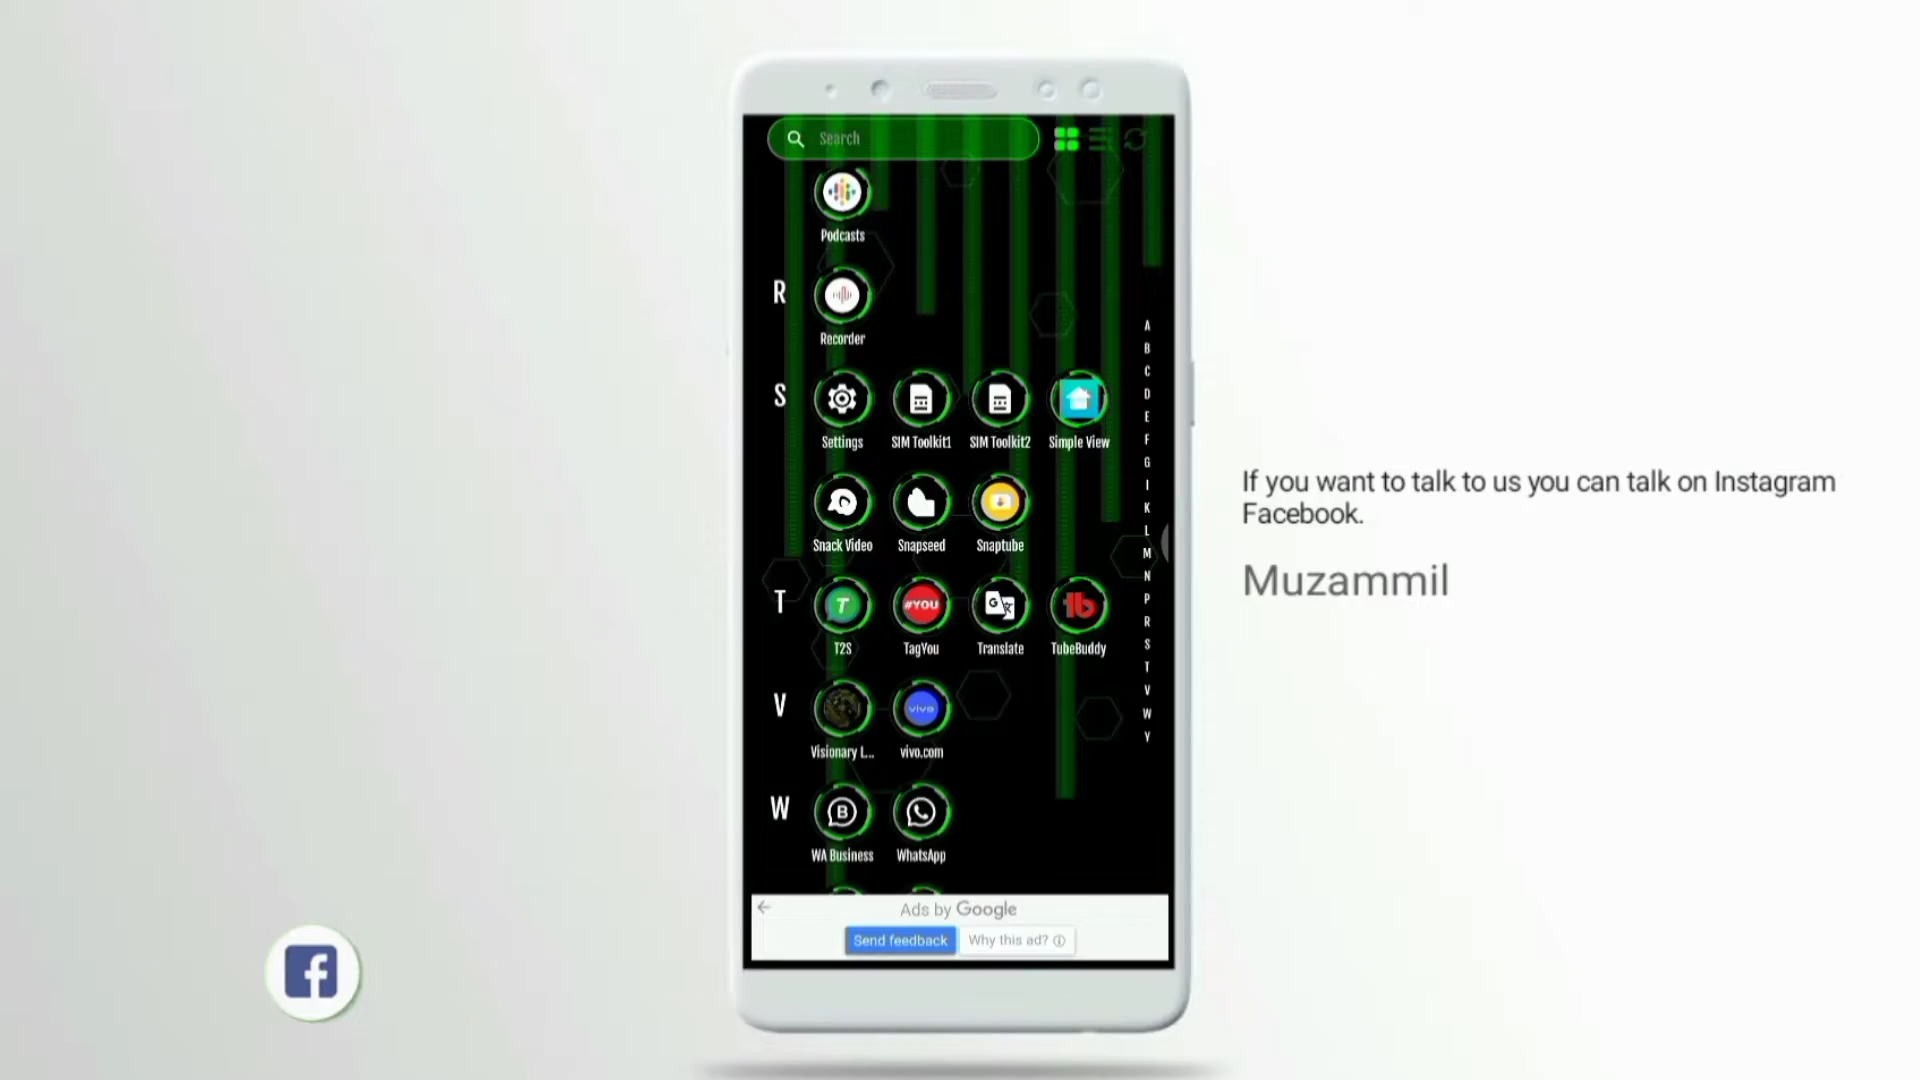 Search
Podcasts
R
Recorder
S
Settings SIM Toolkit1 SIM Toolkit2 Simple View
Snack Video Snapseed Snaptube
T
T
#YOU
G
tb
T2S TagYou Translate TubeBuddy
V
vivo
Visionary L... vivo.com
W
B
WA Business WhatsApp
A
B
C
D
E
F
G
I
K
L
M
N
P
R
S
T
V
W
Y
Ads by Google
Send feedback Why this ad?
If you want to talk to us you can talk on Instagram
Facebook.
Muzammil
f